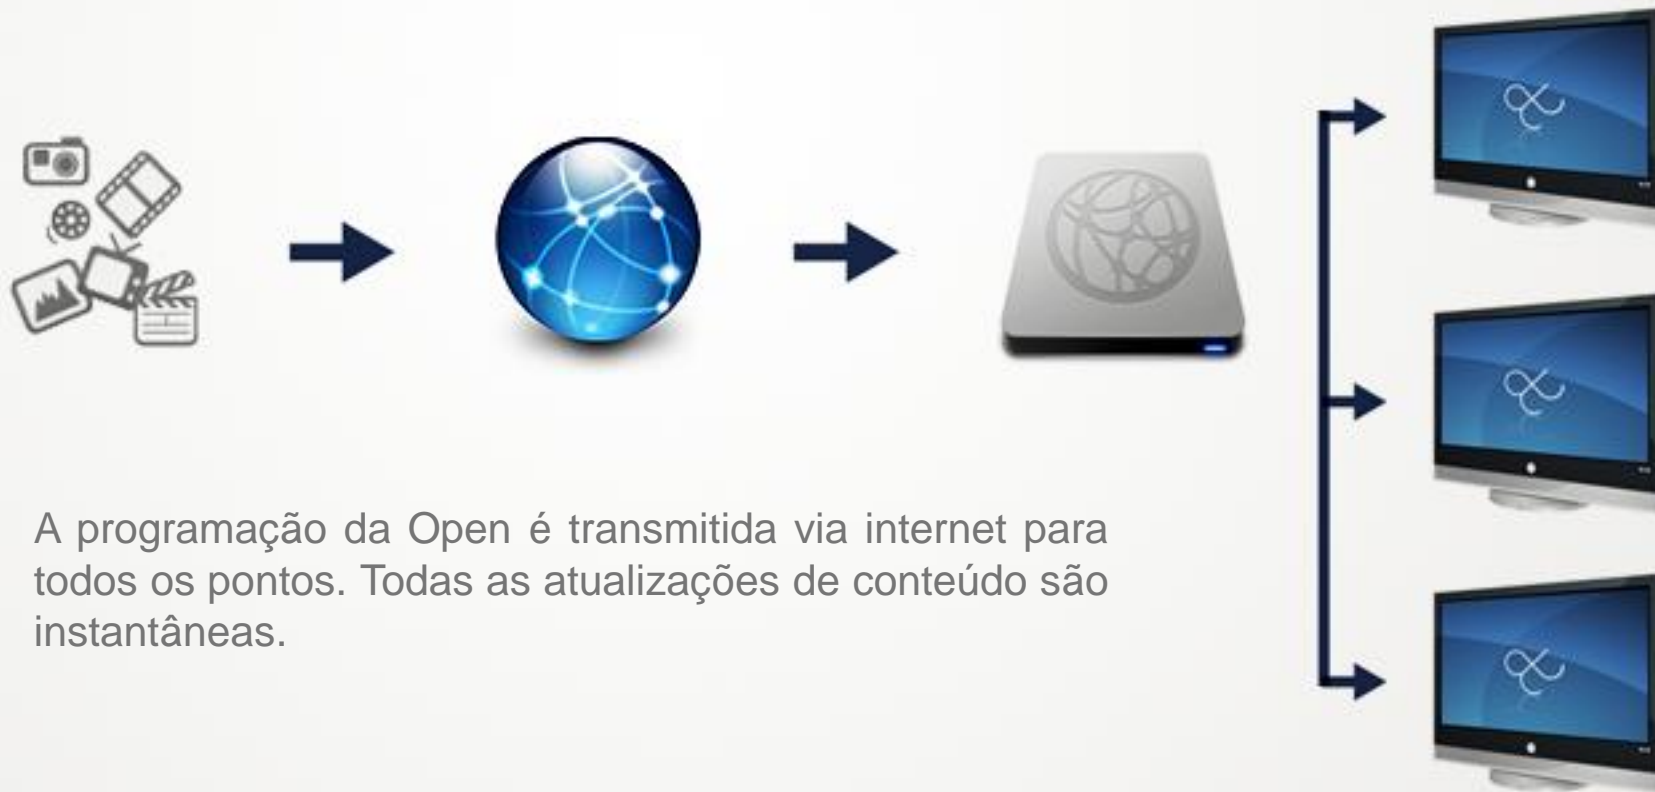 A programação da Open é transmitida via internet para
todos os pontos. Todas as atualizações de conteúdo são
instantâneas.